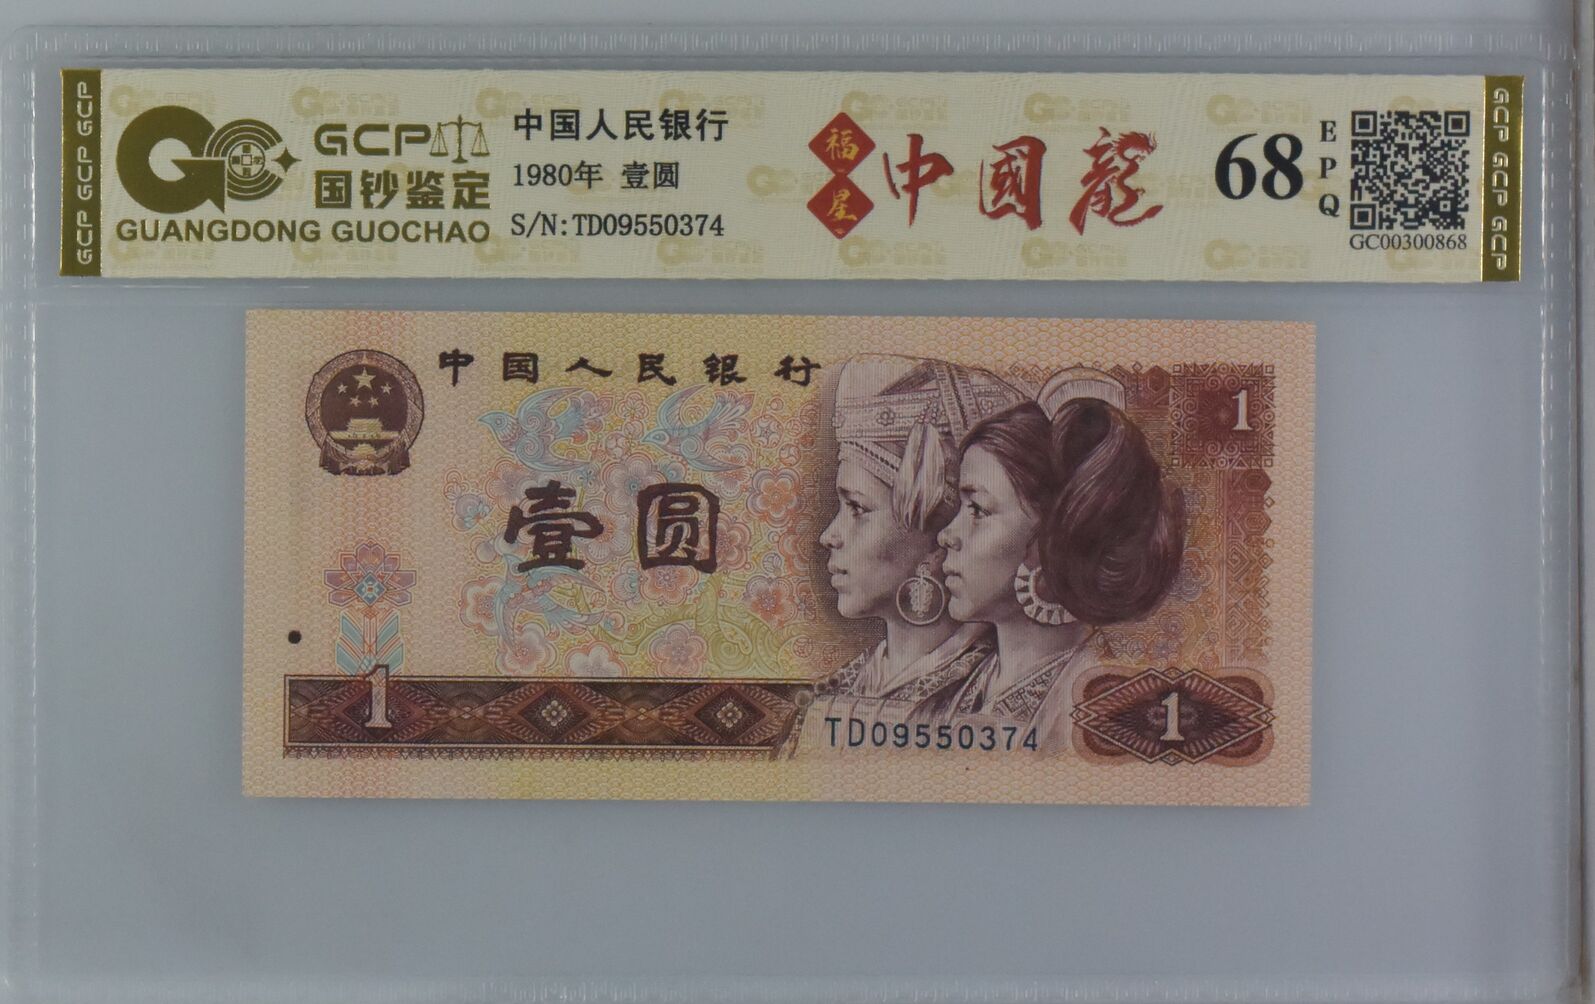 GCP GCP GCP
GCP
国钞鉴定
GUANGDONG GUOCHAO
中国人民银行
1980年 壹圆
S/N:TD09550374
福星
中國龍
68
EPQ
GC00300868
GCP GCP GCP
中国人民银行
1
壹圆
1
TD09550374
1